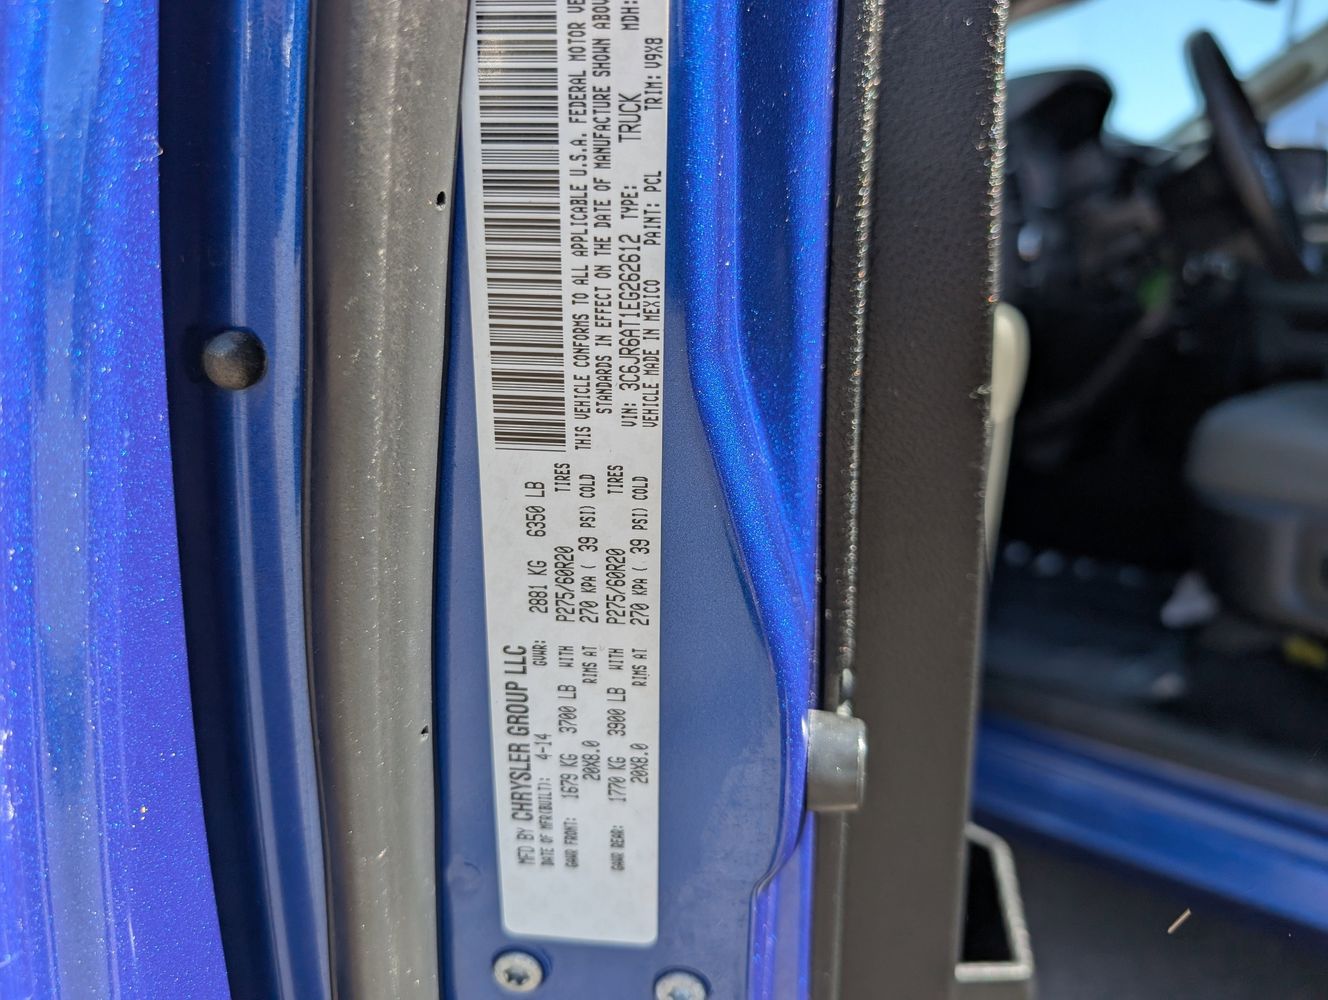 MFD BY CHRYSLER GROUP LLC
DATE OF MFR(BUILT): 4-14 GVWR: 2881 KG 6350 LB
GAWR FRONT: 1679 KG 3700 LB WITH P275/60R20 TIRES
20X8.0 RIMS AT 270 KPA ( 39 PSI) COLD
GAWR REAR: 1770 KG 3900 LB WITH P275/60R20 TIRES
20X8.0 RIMS AT 270 KPA ( 39 PSI) COLD
THIS VEHICLE CONFORMS TO ALL APPLICABLE U.S.A. FEDERAL MOTOR
STANDARDS IN EFFECT ON THE DATE OF MANUFACTURE SHOWN
VIN: 3C6JR6AT1EG262612 TYPE: TRUCK MDH:
VEHICLE MADE IN MEXICO PAINT: PCL TRIM: V9X8